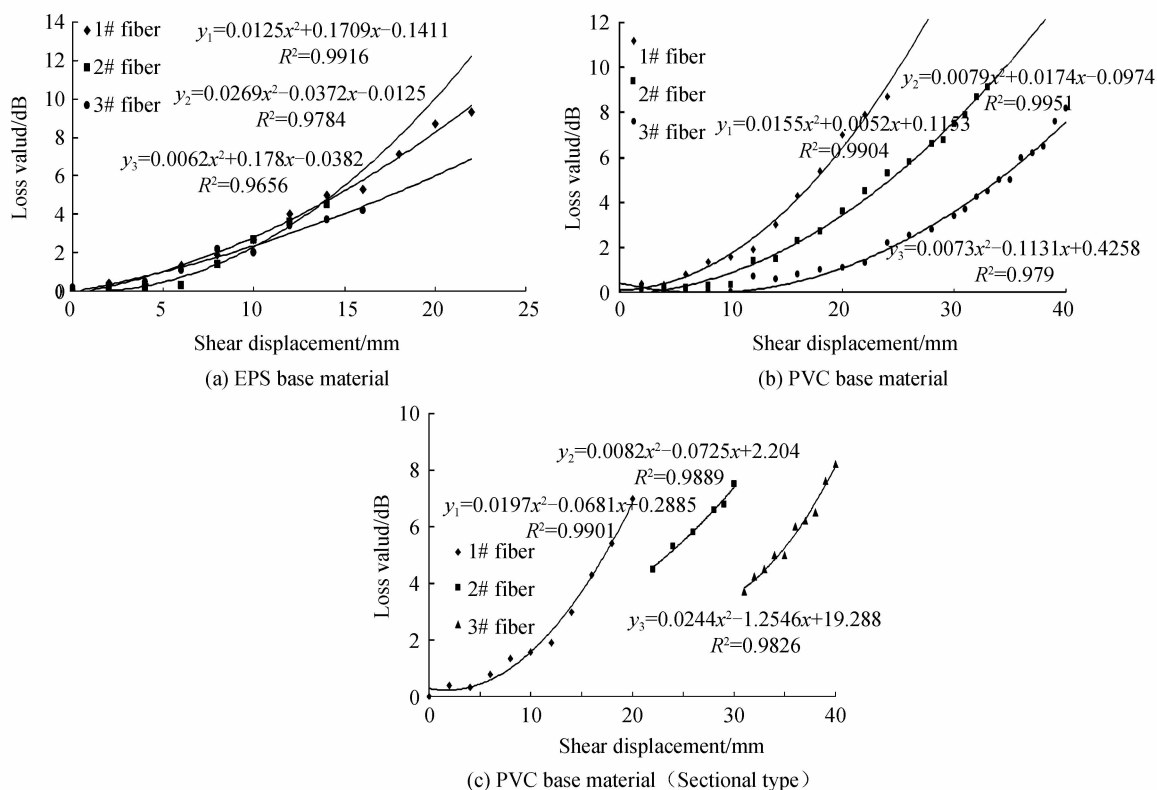 14
12
10
8
6
4
2
0
Loss valud/dB
1# fiber
2# fiber
3# fiber
y₁=0.0125x²+0.1709x−0.1411
R²=0.9916
y₂=0.0269x²−0.0372x−0.0125
R²=0.9784
y₃=0.0062x²+0.178x−0.0382
R²=0.9656
0 5 10 15 20 25
Shear displacement/mm
(a) EPS base material
12
10
8
6
4
2
0
Loss valud/dB
1# fiber
2# fiber
3# fiber
y₂=0.0079x²+0.0174x−0.0974
R²=0.9951
y₁=0.0155x²+0.0052x+0.1153
R²=0.9904
y₃=0.0073x²−0.1131x+0.4258
R²=0.979
0 10 20 30 40
Shear displacement/mm
(b) PVC base material
10
8
6
4
2
0
Loss valud/dB
y₂=0.0082x²−0.0725x+2.204
R²=0.9889
y₁=0.0197x²−0.0681x+0.2885
R²=0.9901
1# fiber
2# fiber
3# fiber
y₃=0.0244x²−1.2546x+19.288
R²=0.9826
0 10 20 30 40
Shear displacement/mm
(c) PVC base material（Sectional type）